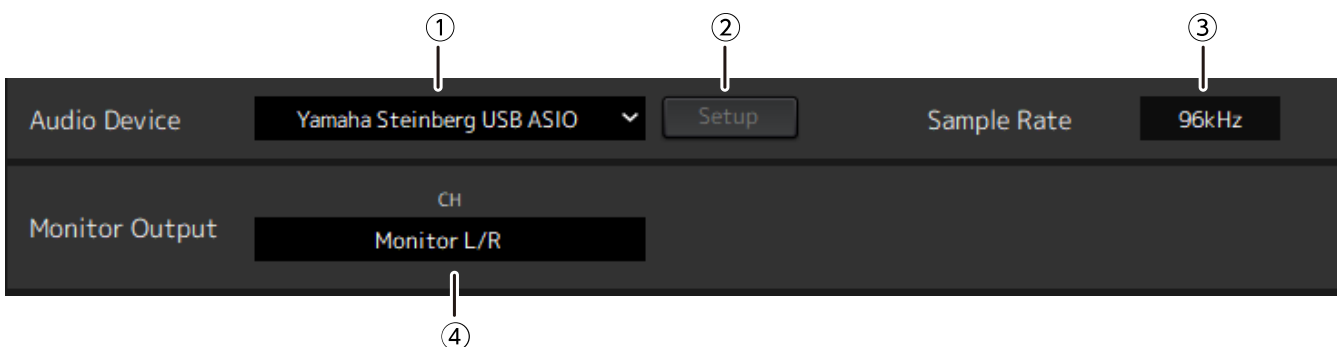 ① ② ③
Audio Device Yamaha Steinberg USB ASIO Setup Sample Rate 96kHz
CH
Monitor Output Monitor L/R
④